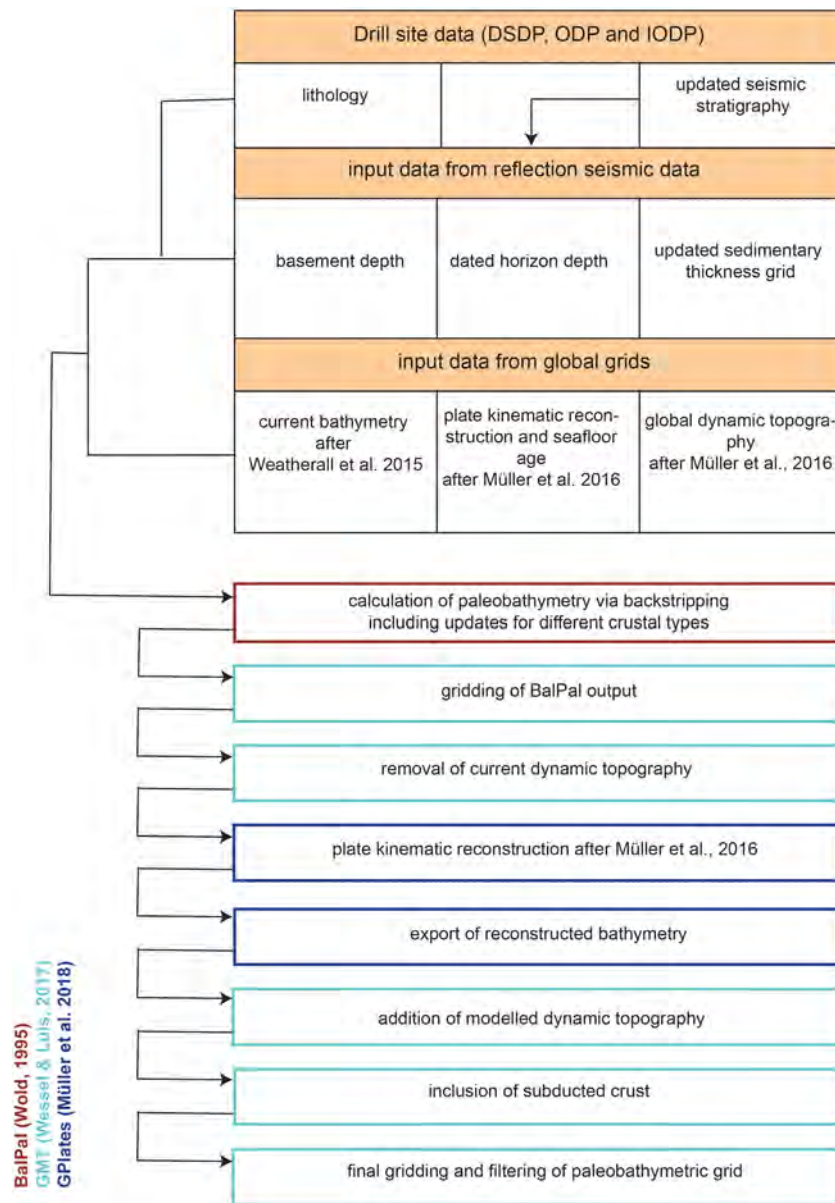 Drill site data (DSDP, ODP and IODP)
lithology
updated seismic
stratigraphy
input data from reflection seismic data
basement depth
dated horizon depth
updated sedimentary
thickness grid
input data from global grids
current bathymetry
after
Weatherall et al. 2015
plate kinematic recon-
struction and seafloor
age
after Müller et al. 2016
global dynamic topogra-
phy
after Müller et al., 2016
calculation of paleobathymetry via backstripping
including updates for different crustal types
gridding of BalPal output
removal of current dynamic topography
plate kinematic reconstruction after Müller et al., 2016
export of reconstructed bathymetry
addition of modelled dynamic topography
inclusion of subducted crust
final gridding and filtering of paleobathymetric grid
BalPal (Wold, 1995)
GMT (Wessel & Luis, 2017)
GPlates (Müller et al. 2018)